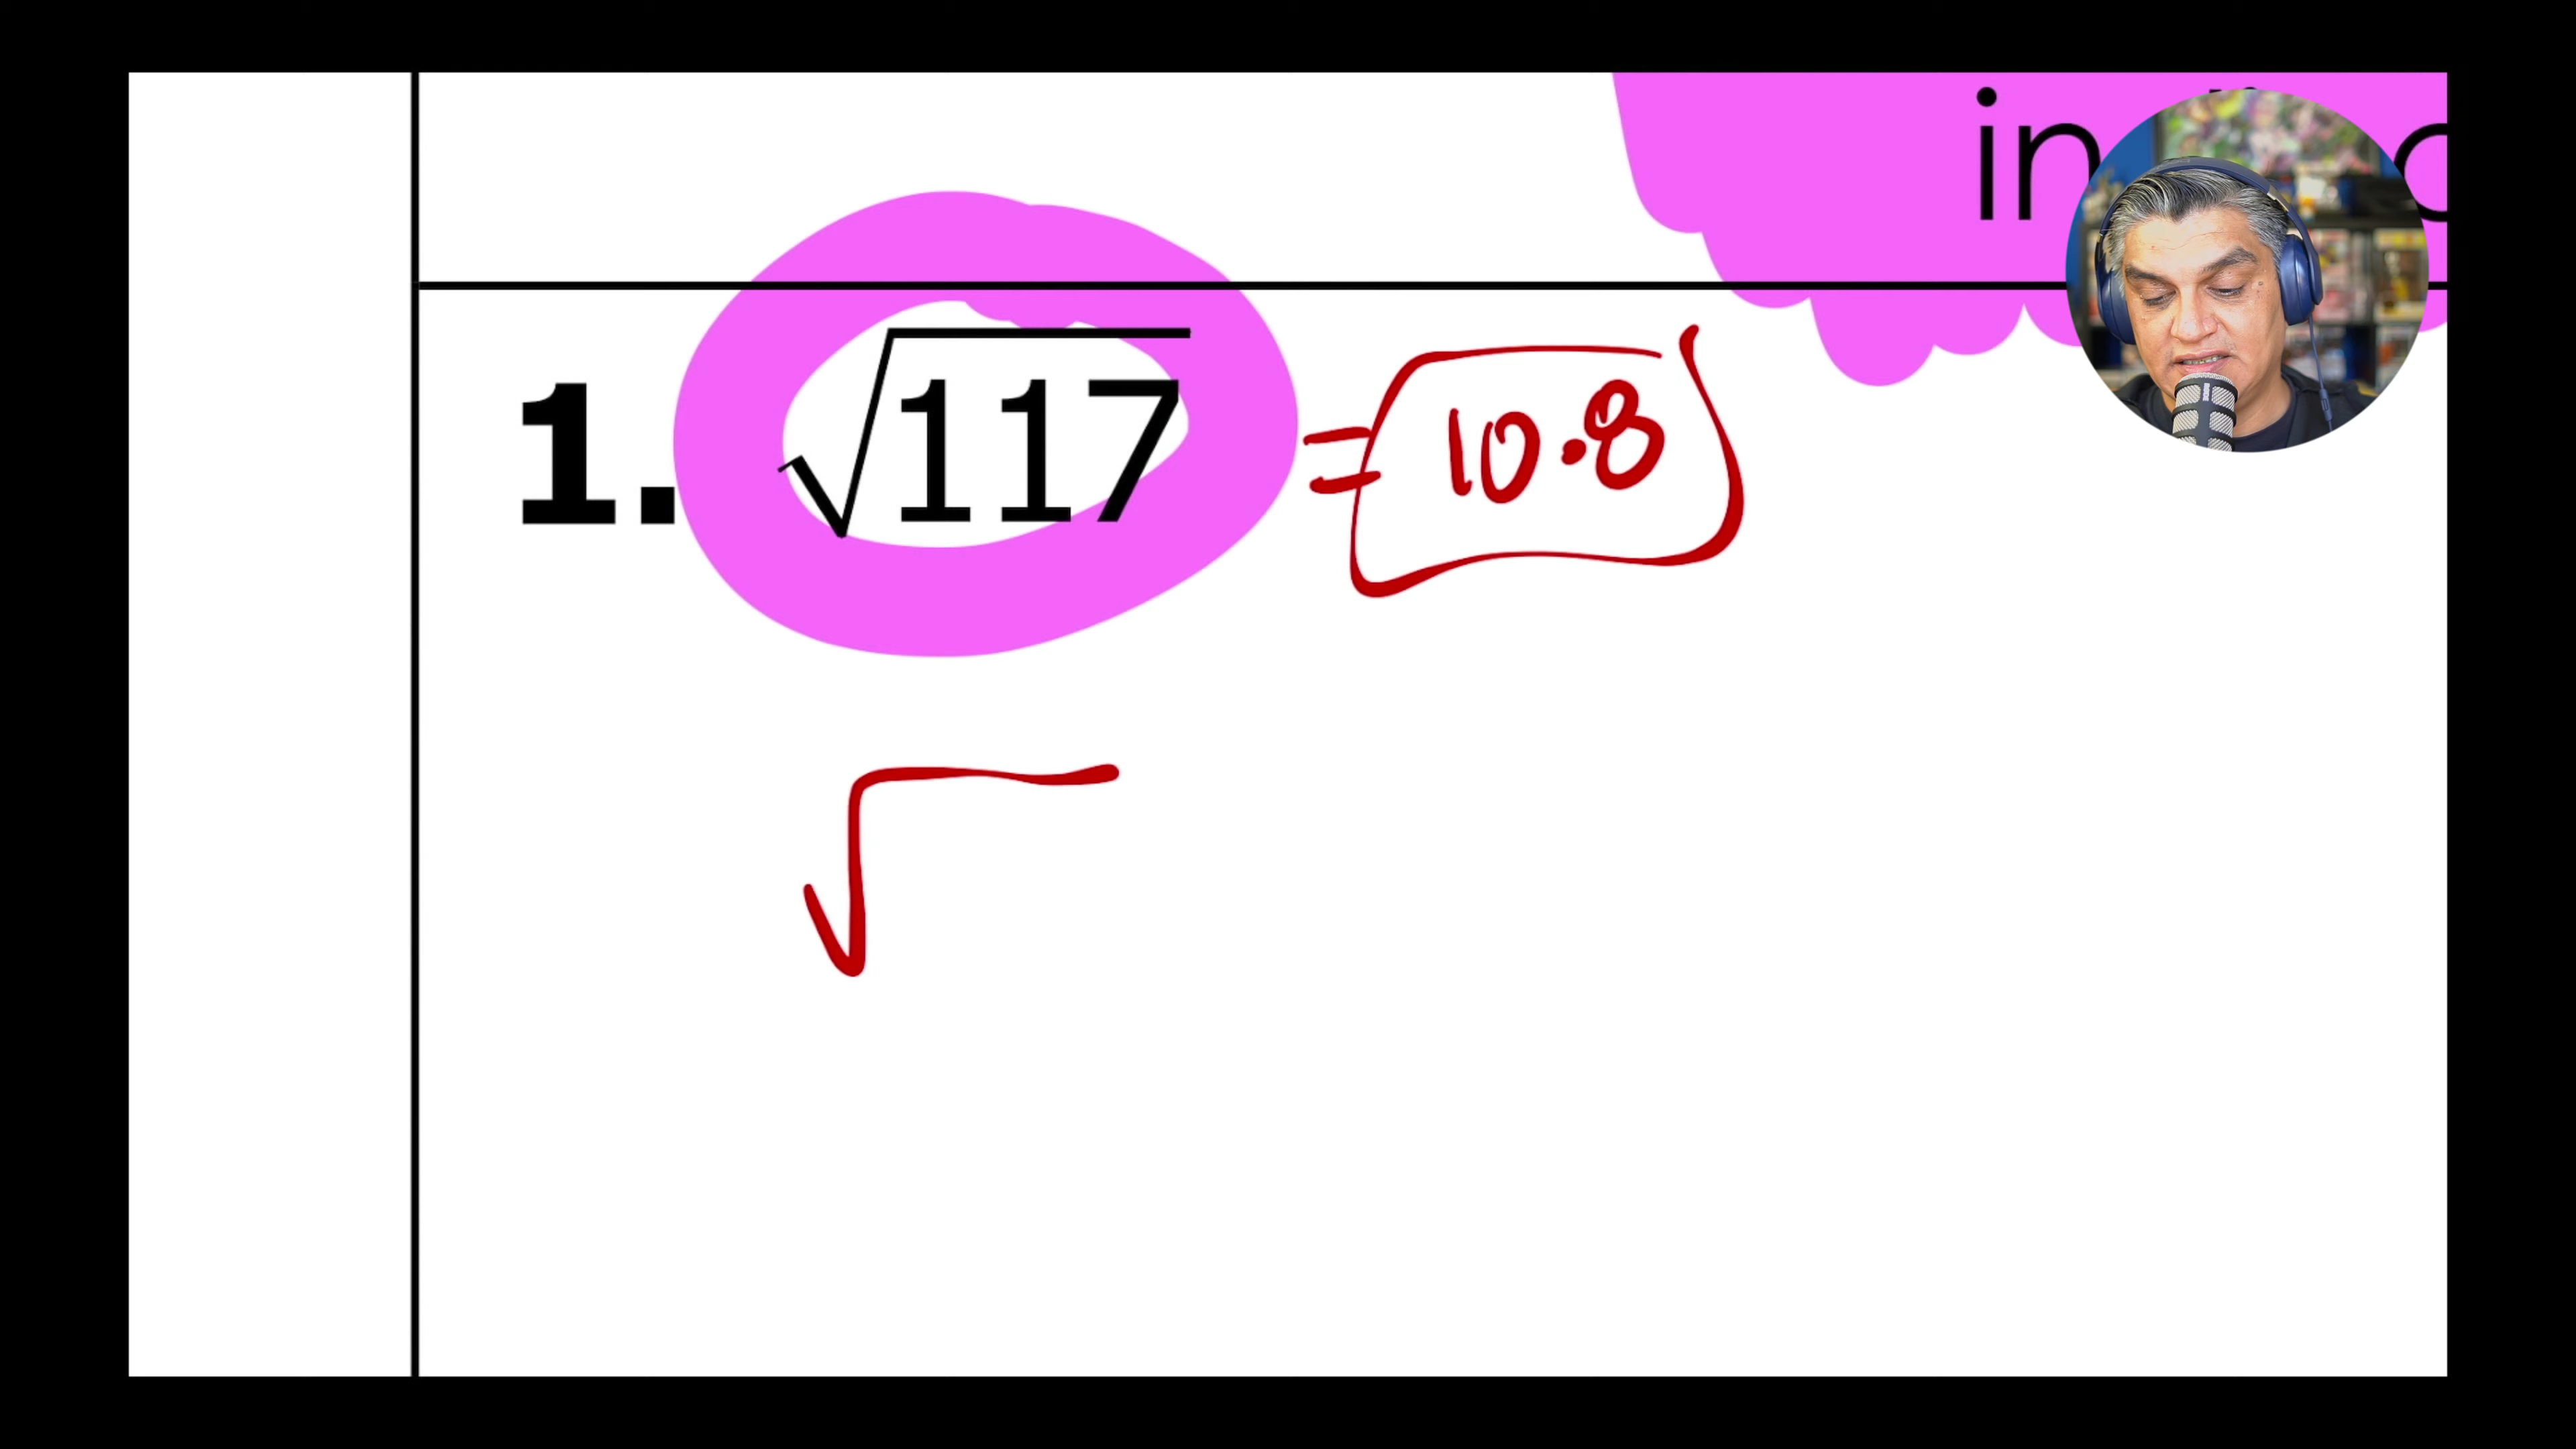 1. √117 = 10.8
√